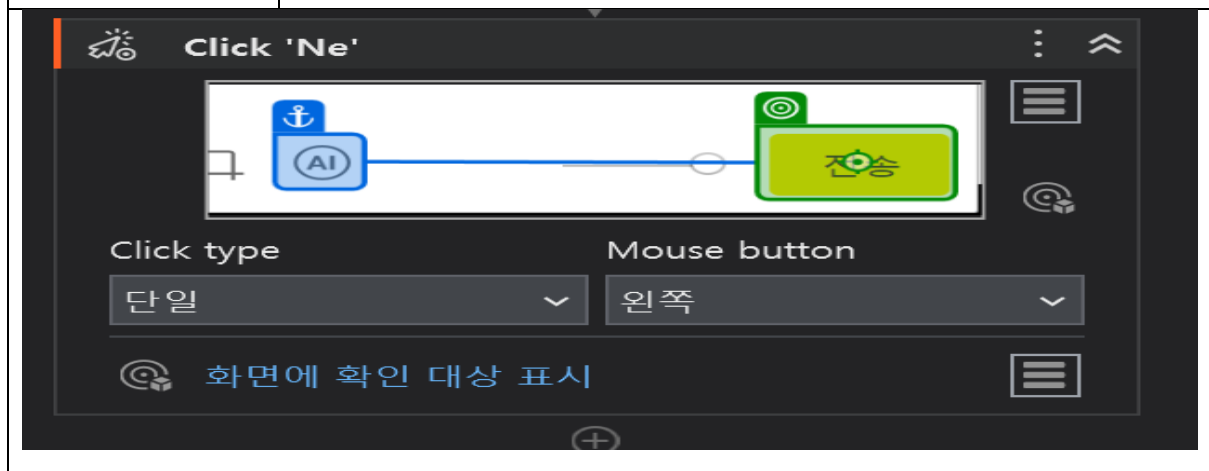 Click 'Ne'
AI
전송
Click type
Mouse button
단일
왼쪽
화면에 확인 대상 표시